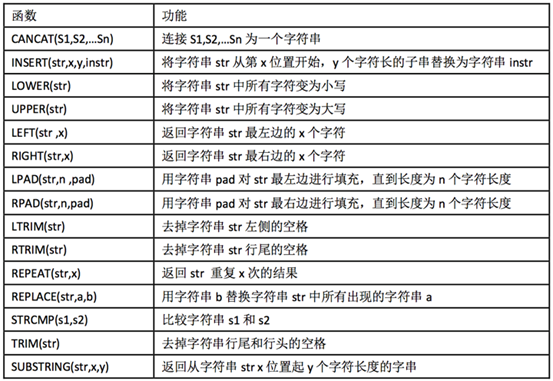 函数 功能
CANCAT(S1,S2,...Sn) 连接 S1,S2,...Sn 为一个字符串
INSERT(str,x,y,instr) 将字符串 str 从第 x 位置开始，y 个字符长的子串替换为字符串 instr
LOWER(str) 将字符串 str 中所有字符变为小写
UPPER(str) 将字符串 str 中所有字符变为大写
LEFT(str ,x) 返回字符串 str 最左边的 x 个字符
RIGHT(str,x) 返回字符串 str 最右边的 x 个字符
LPAD(str,n ,pad) 用字符串 pad 对 str 最左边进行填充，直到长度为 n 个字符长度
RPAD(str,n,pad) 用字符串 pad 对 str 最右边进行填充，直到长度为 n 个字符长度
LTRIM(str) 去掉字符串 str 左侧的空格
RTRIM(str) 去掉字符串 str 行尾的空格
REPEAT(str,x) 返回 str 重复 x 次的结果
REPLACE(str,a,b) 用字符串 b 替换字符串 str 中所有出现的字符串 a
STRCMP(s1,s2) 比较字符串 s1 和 s2
TRIM(str) 去掉字符串行尾和行头的空格
SUBSTRING(str,x,y) 返回从字符串 str x 位置起 y 个字符长度的字串